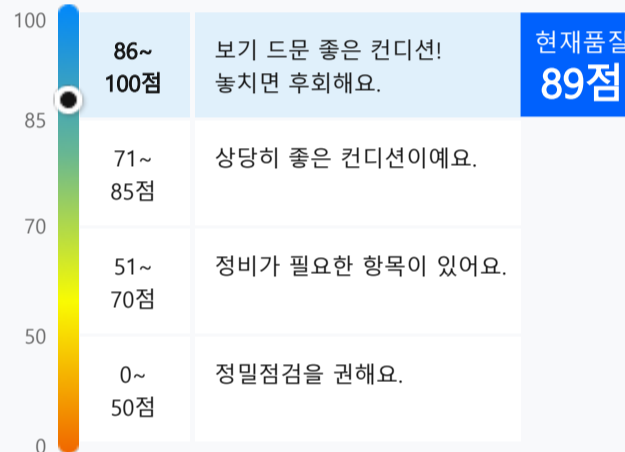 100
86~
100점
보기 드문 좋은 컨디션!
놓치면 후회해요.
현재품질
89점
85
71~
85점
상당히 좋은 컨디션이예요.
70
51~
70점
정비가 필요한 항목이 있어요.
50
0~
50점
정밀점검을 권해요.
0